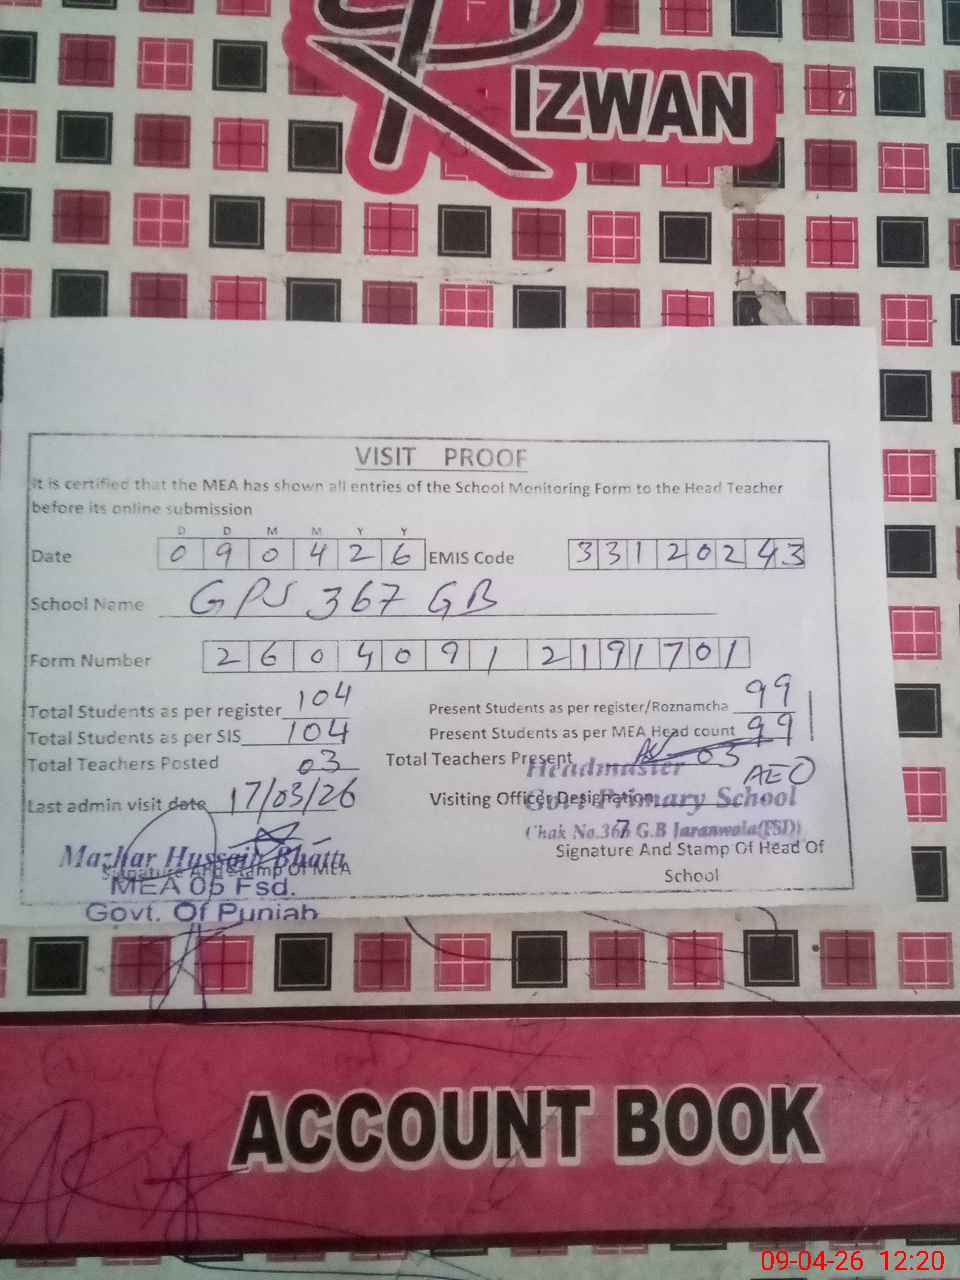 RIZWAN
VISIT PROOF
It is certified that the MEA has shown all entries of the School Monitoring Form to the Head Teacher
before its online submission
D D M M Y Y
Date 0 9 0 4 2 6 EMIS Code 3 3 1 2 0 2 4 3
School Name GPS 367 GB
Form Number 2 6 0 4 0 9 1 2 1 9 1 7 0 1
Total Students as per register 104 Present Students as per register/Roznamcha 99
Total Students as per SIS 104 Present Students as per MEA Head count 99
Total Teachers Posted 03 Total Teachers Present 03
Headmaster
Last admin visit date 17/03/26 Visiting Officer Designation AEO
Govt Primary School
Chak No.367 G.B Jaranwala(FSD)
Mazhar Hussain Bhatti
Signature And Stamp Of MEA
MEA 05 Fsd.
Govt. Of Punjab
Signature And Stamp Of Head Of
School
ACCOUNT BOOK
09-04-26 12:20